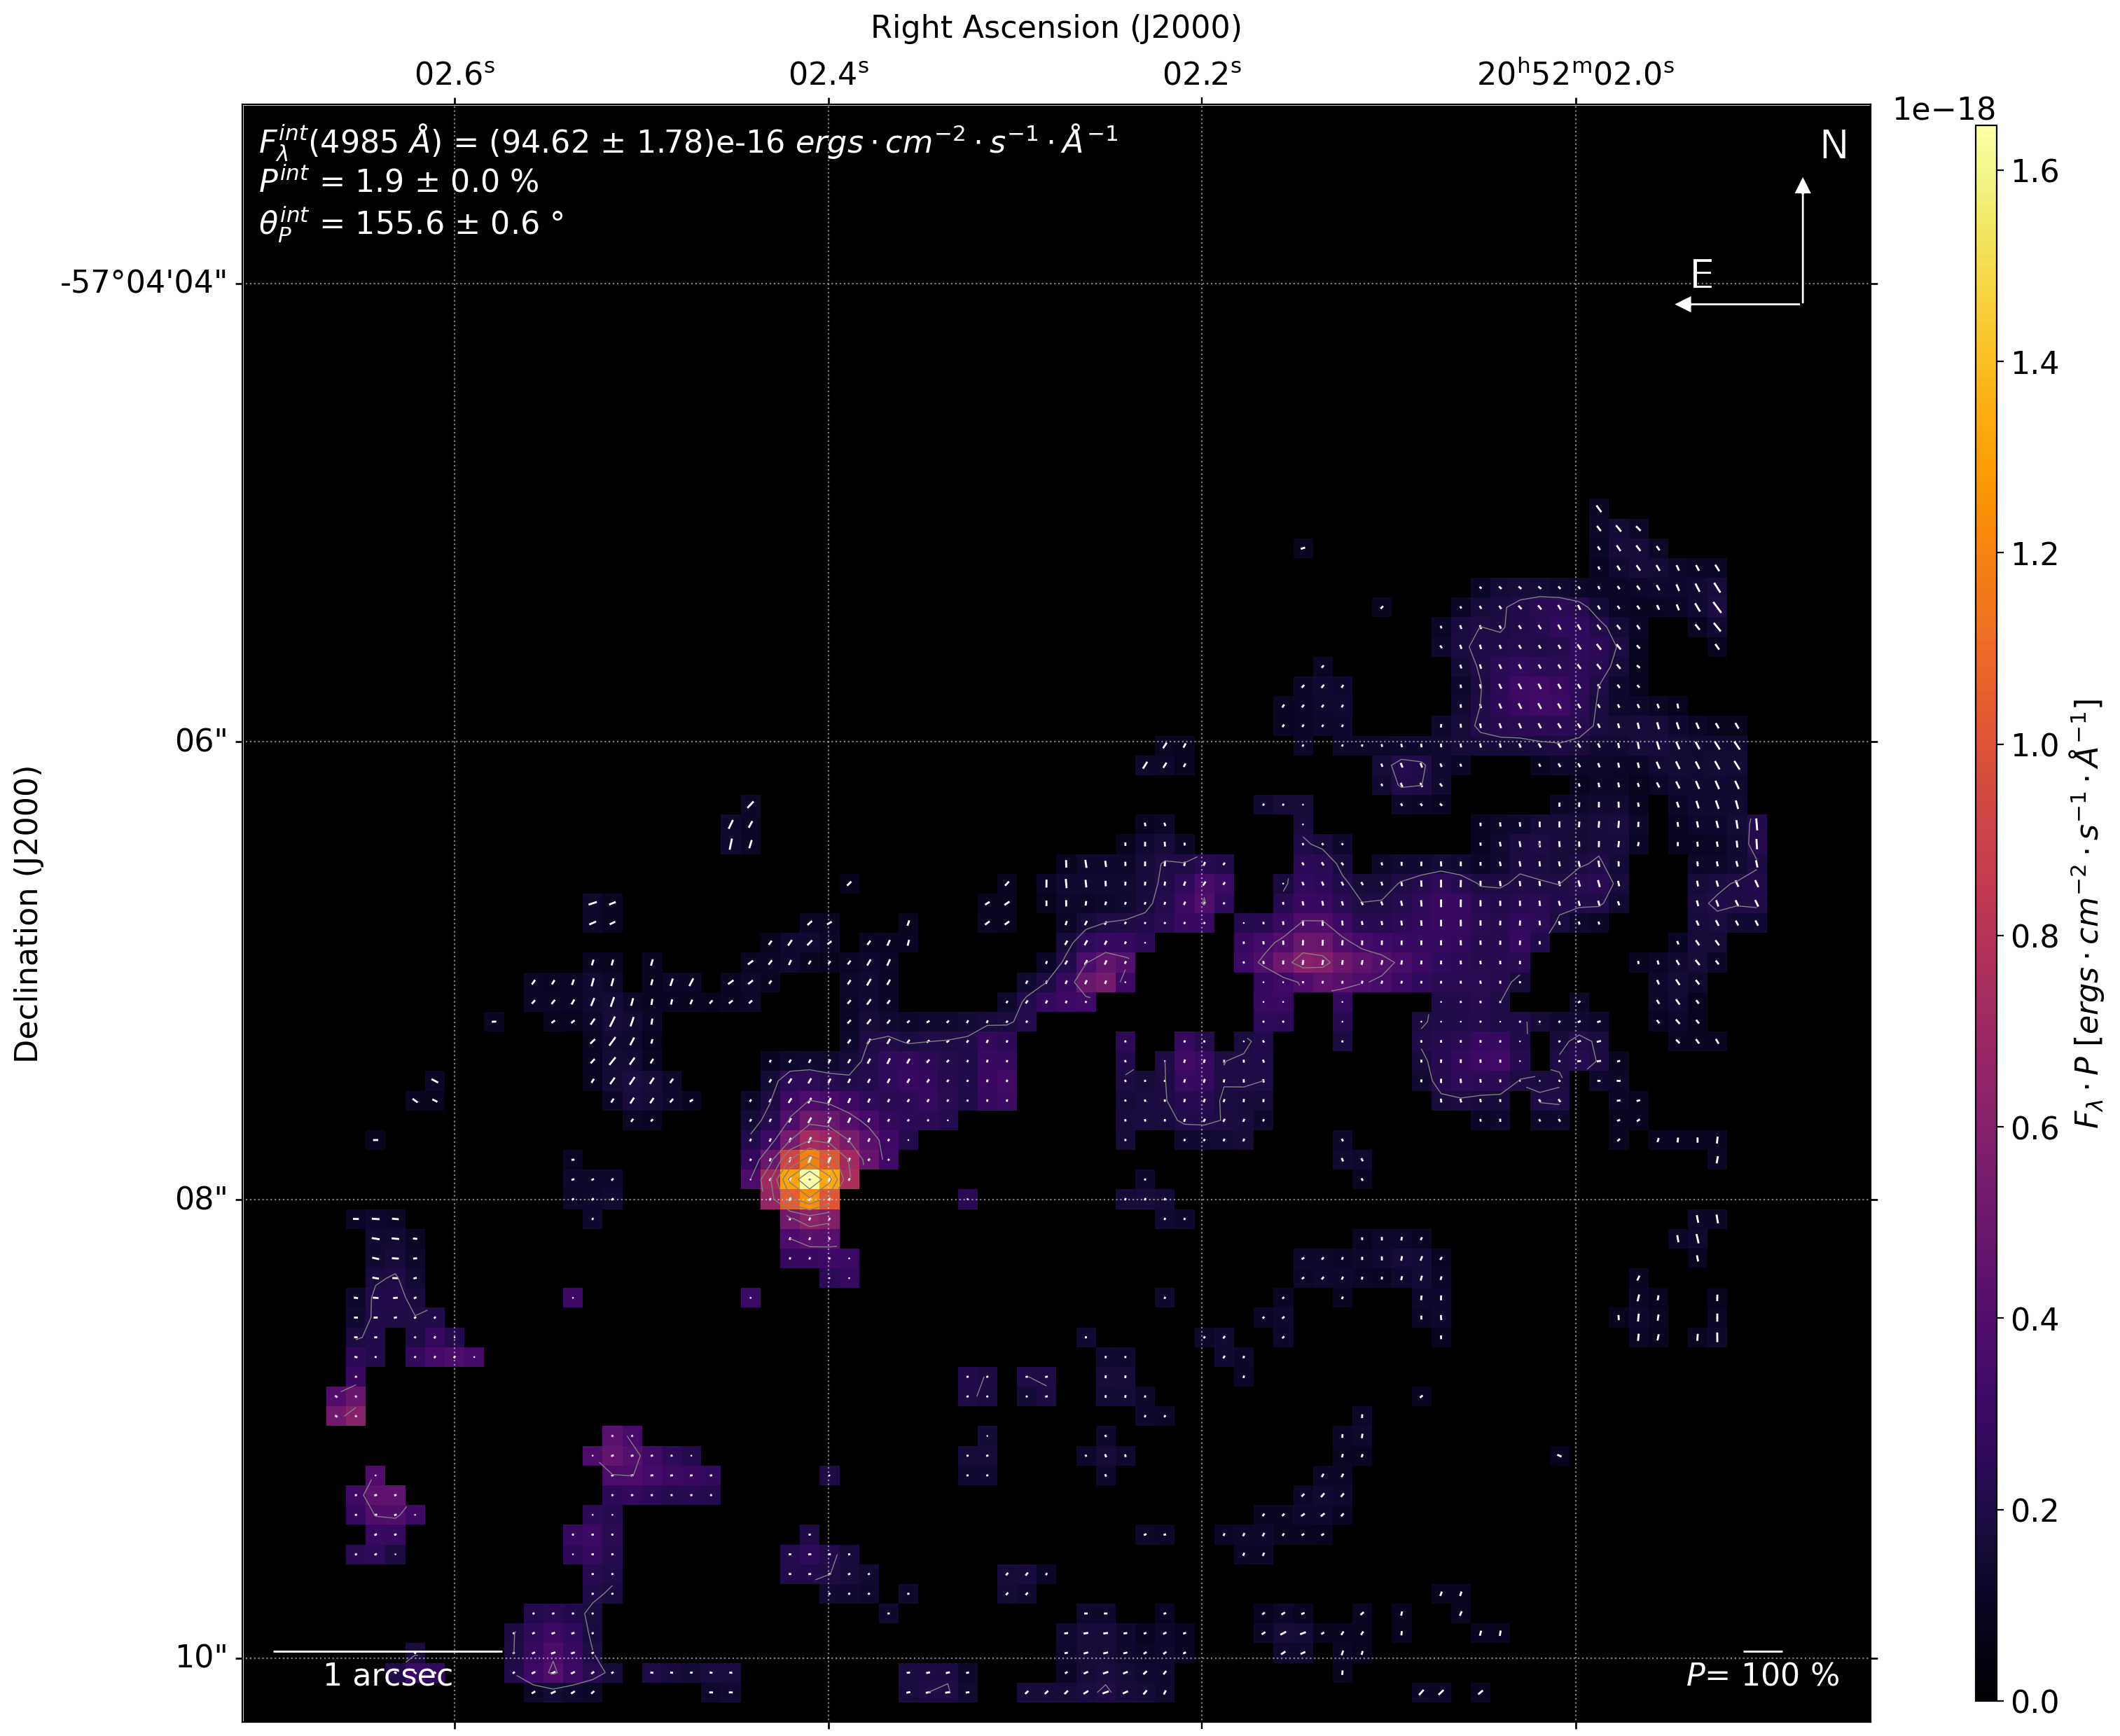 Right Ascension (J2000)
02.6ˢ 02.4ˢ 02.2ˢ 20ʰ52ᵐ02.0ˢ
1e−18
F_λ^{int}(4985 Å) = (94.62 ± 1.78)e-16 ergs · cm⁻² · s⁻¹ · Å⁻¹
P^{int} = 1.9 ± 0.0 %
θ_P^{int} = 155.6 ± 0.6 °
N
E
-57°04'04"
06"
08"
10"
Declination (J2000)
1 arcsec
P= 100 %
1.6
1.4
1.2
1.0
0.8
0.6
0.4
0.2
0.0
F_λ · P [ergs · cm⁻² · s⁻¹ · Å⁻¹]